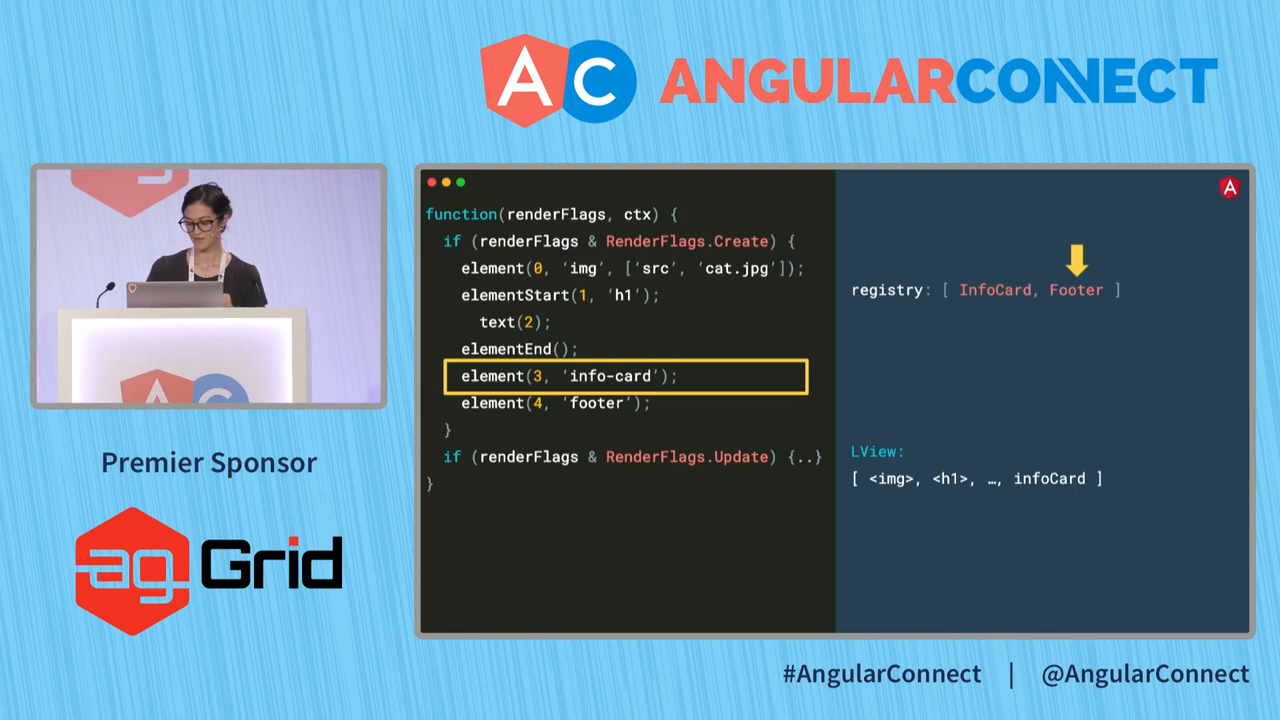 AC ANGULARCONNECT
function(renderFlags, ctx) {
if (renderFlags & RenderFlags.Create) {
element(0, ‘img’, [‘src’, ‘cat.jpg’]);
elementStart(1, ‘h1’);
text(2);
elementEnd();
element(3, ‘info-card’);
element(4, ‘footer’);
}
if (renderFlags & RenderFlags.Update) {..}
}
A
registry: [ InfoCard, Footer ]
LView:
[ <img>, <h1>, …, infoCard ]
Premier Sponsor
ag Grid
#AngularConnect | @AngularConnect